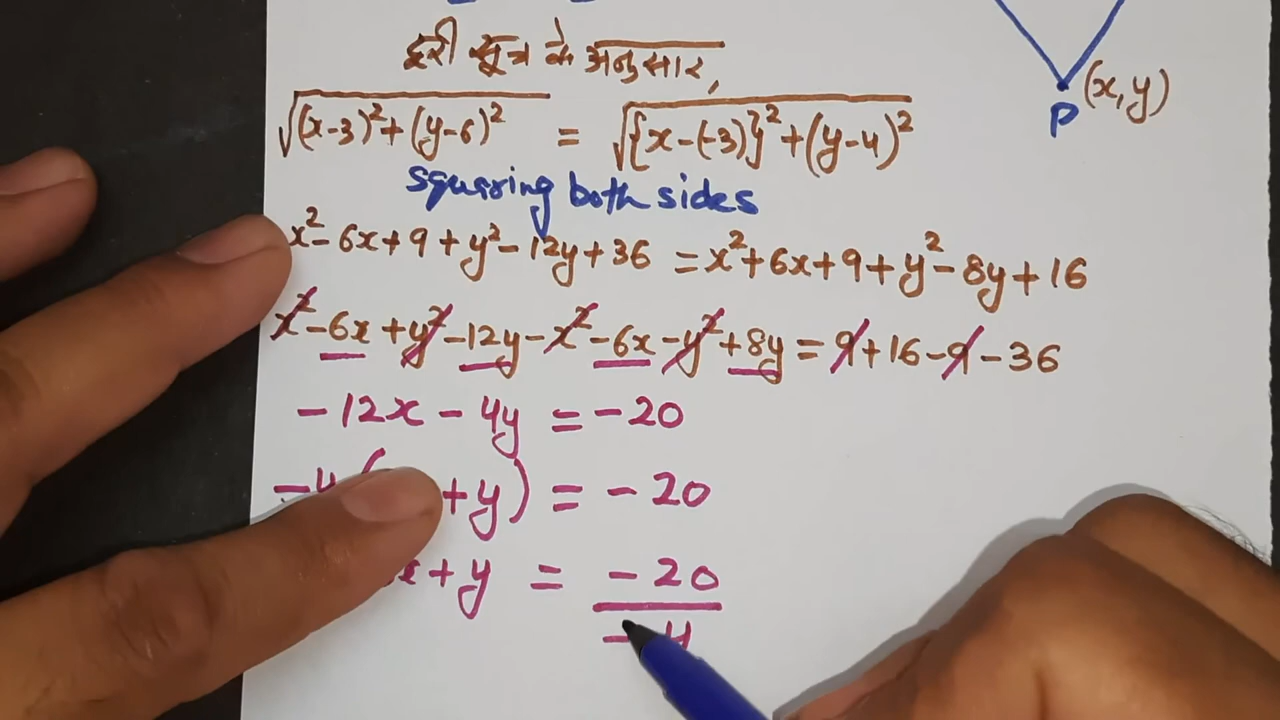 दूरी सूत्र के अनुसार,
(x, y)
P
√(x-3)²+(y-6)² = √{x-(-3)}²+(y-4)²
squaring both sides
x²-6x+9+y²-12y+36 = x²+6x+9+y²-8y+16
x²-6x+y²-12y-x²-6x-y²+8y = 9+16-9-36
-12x-4y = -20
-4( +y) = -20
x+y = -20/-4